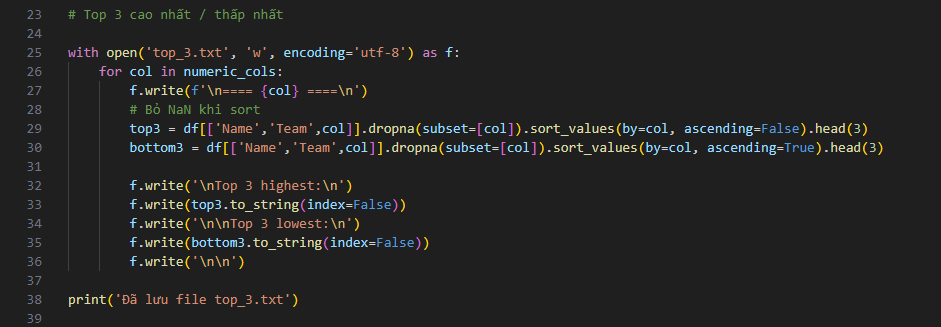 23 # Top 3 cao nhất / thấp nhất
24
25 with open('top_3.txt', 'w', encoding='utf-8') as f:
26     for col in numeric_cols:
27         f.write(f'\n==== {col} ====\n')
28         # Bỏ NaN khi sort
29         top3 = df[['Name','Team',col]].dropna(subset=[col]).sort_values(by=col, ascending=False).head(3)
30         bottom3 = df[['Name','Team',col]].dropna(subset=[col]).sort_values(by=col, ascending=True).head(3)
31
32         f.write('\nTop 3 highest:\n')
33         f.write(top3.to_string(index=False))
34         f.write('\n\nTop 3 lowest:\n')
35         f.write(bottom3.to_string(index=False))
36         f.write('\n\n')
37
38 print('Đã lưu file top_3.txt')
39